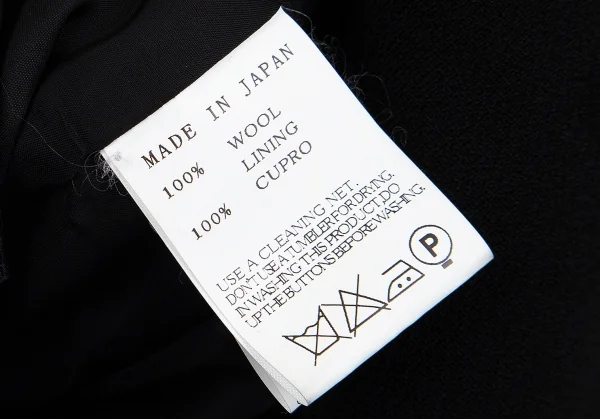 MADE IN JAPAN
100% WOOL
LINING
100% CUPRO
USE A CLEANING NET.
DON'T USE A TUMBLER FOR DRYING.
IN WASHING THIS PRODUCT,DO
UP THE BUTTONS BEFORE WASHING.
P